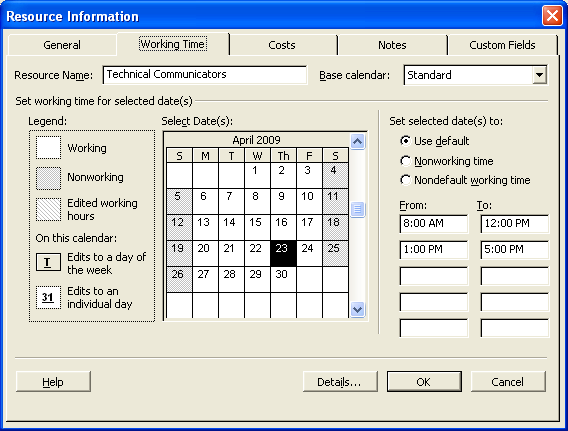 Resource Information
General Working Time Costs Notes Custom Fields
Resource Name: Technical Communicators Base calendar: Standard
Set working time for selected date(s)
Legend: Select Date(s): Set selected date(s) to:
Working
Nonworking
Edited working
hours
On this calendar:
T Edits to a day of
the week
31 Edits to an
individual day
April 2009
S M T W Th F S
1 2 3 4
5 6 7 8 9 10 11
12 13 14 15 16 17 18
19 20 21 22 23 24 25
26 27 28 29 30
Use default
Nonworking time
Nondefault working time
From: To:
8:00 AM 12:00 PM
1:00 PM 5:00 PM
Help Details... OK Cancel